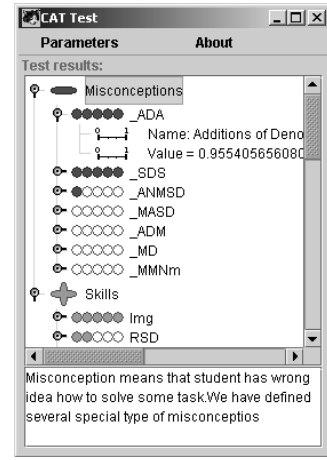 CAT Test
Parameters About
Test results:
Misconceptions
_ADA
Name: Additions of Deno
Value = 0.955405656080
_SDS
_ANMSD
_MASD
_ADM
_MD
_MMNm
Skills
Img
RSD
Misconception means that student has wrong
idea how to solve some task.We have defined
several special type of misconceptios